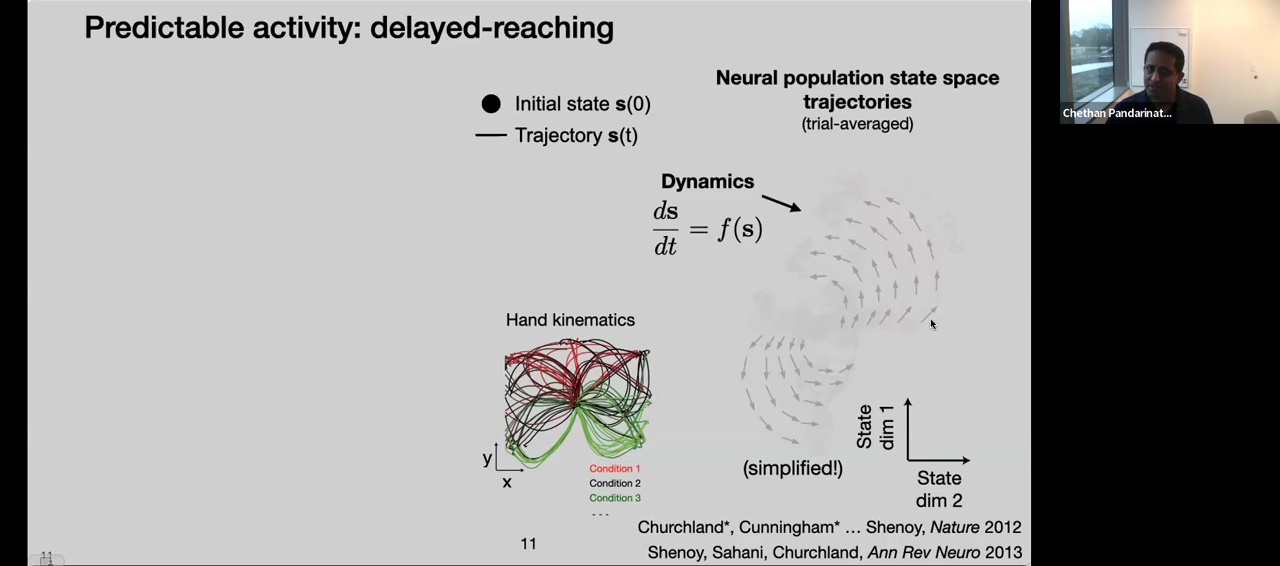 Predictable activity: delayed-reaching
Initial state s(0)
Trajectory s(t)
Neural population state space
trajectories
(trial-averaged)
Dynamics
ds/dt = f(s)
Hand kinematics
y
x
Condition 1
Condition 2
Condition 3
...
(simplified!)
State
dim 1
State
dim 2
11
Churchland*, Cunningham* … Shenoy, Nature 2012
Shenoy, Sahani, Churchland, Ann Rev Neuro 2013
Chethan Pandarinat...